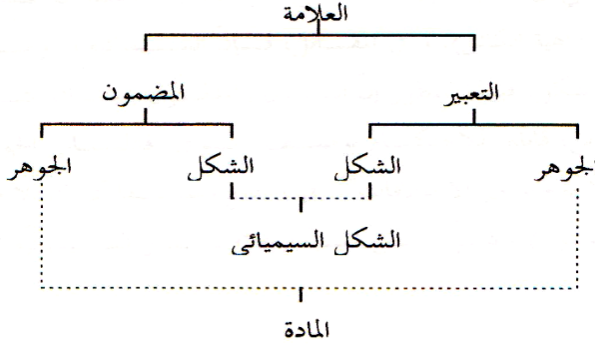 العلامة
التعبير المضمون
الجوهر الشكل الشكل الجوهر
الشكل السيميائى
المادة